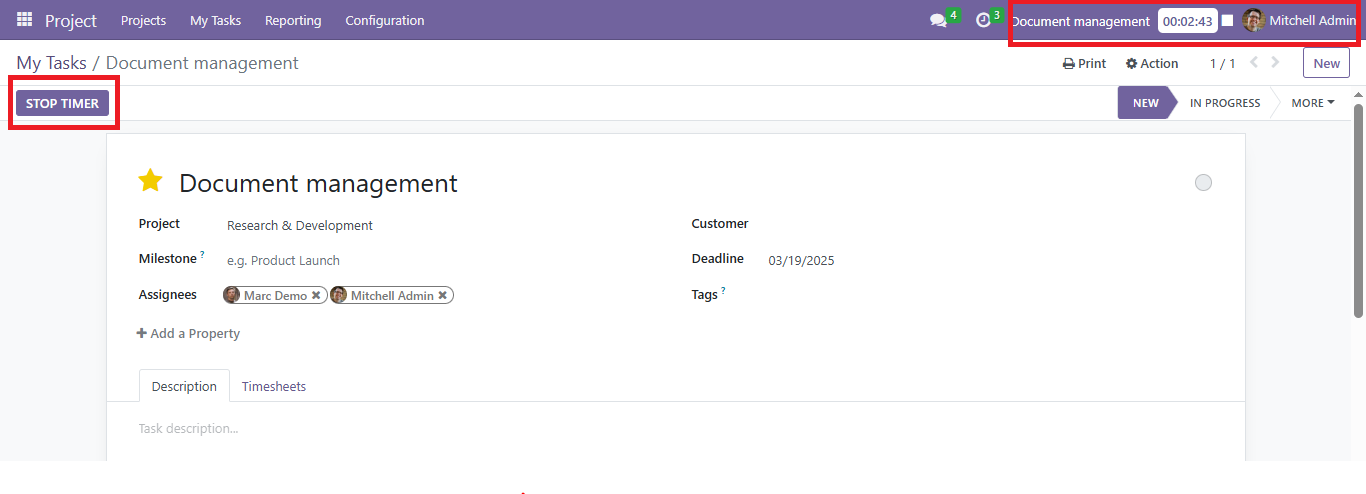 Project Projects My Tasks Reporting Configuration 4 3 Document management 00:02:43 Mitchell Admin
My Tasks / Document management Print Action 1 / 1 New
STOP TIMER NEW IN PROGRESS MORE
Document management
Project Research & Development Customer
Milestone ? e.g. Product Launch Deadline 03/19/2025
Assignees Marc Demo Mitchell Admin Tags ?
Add a Property
Description Timesheets
Task description...